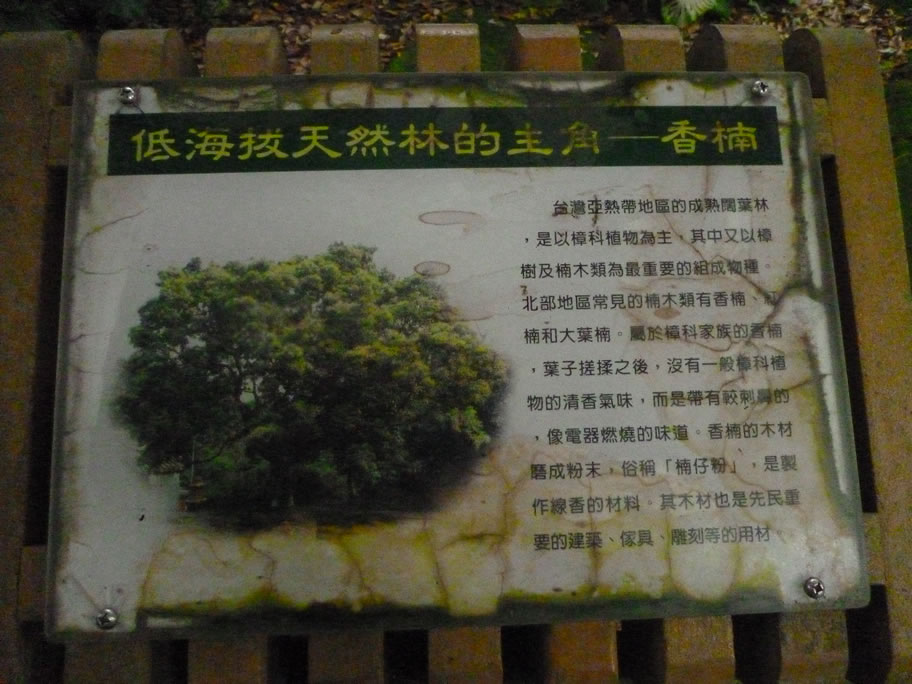 低海拔天然林的主角—香楠
台灣亞熱帶地區的成熟闊葉林
，是以樟科植物為主，其中又以樟
樹及楠木類為最重要的組成物種。
北部地區常見的楠木類有香楠、
楠和大葉楠。屬於樟科家族的香楠
，葉子搓揉之後，沒有一般樟科植
物的清香氣味，而是帶有較刺鼻的
，像電器燃燒的味道。香楠的木材
磨成粉末，俗稱「楠仔粉」，是製
作線香的材料。其木材也是先民重
要的建築、傢具、雕刻等的用材。